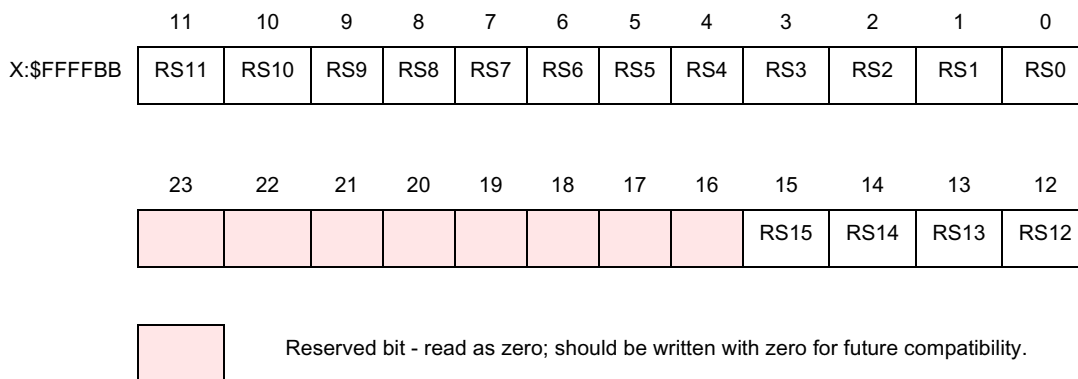 11 10 9 8 7 6 5 4 3 2 1 0
X:$FFFFBB RS11 RS10 RS9 RS8 RS7 RS6 RS5 RS4 RS3 RS2 RS1 RS0
23 22 21 20 19 18 17 16 15 14 13 12
RS15 RS14 RS13 RS12
Reserved bit - read as zero; should be written with zero for future compatibility.